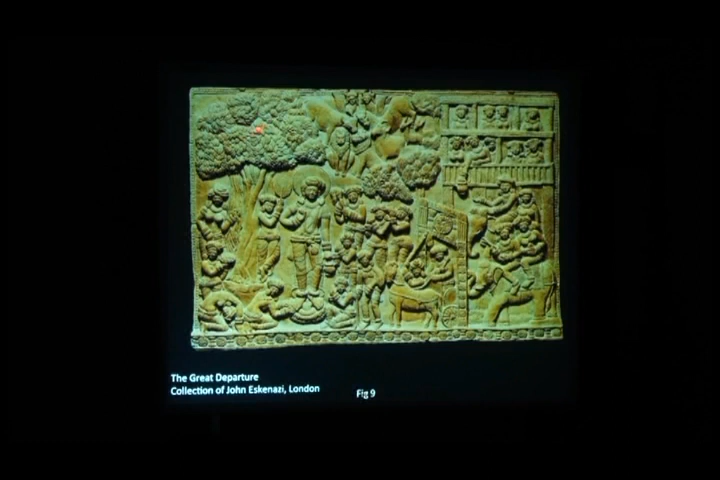 The Great Departure
Collection of John Eskenazi, London
Fig 9